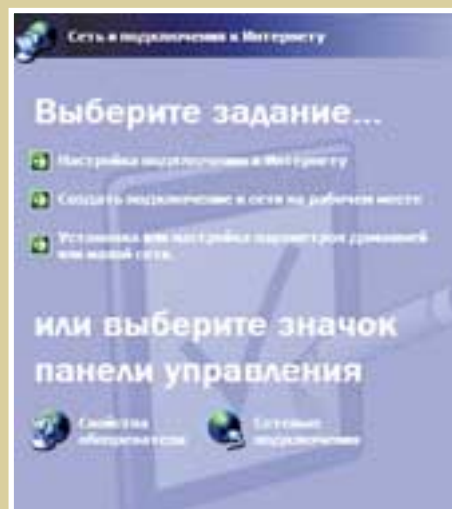 Сеть и подключения к Интернету
Выберите задание...
Настройка подключения к Интернету
Создать подключение к сети на рабочем месте
Установка или настройка параметров домашней
или малой сети.
или выберите значок
панели управления
Свойства
обозревателя
Сетевые
подключения